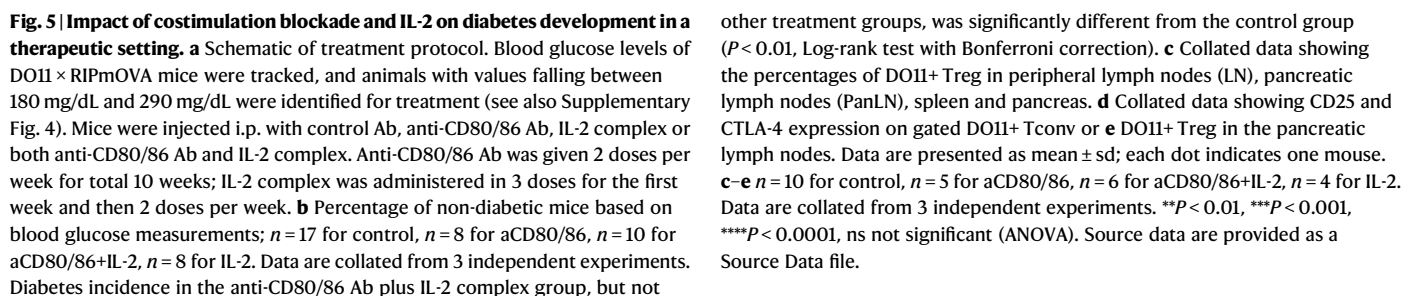 Fig. 5 | Impact of costimulation blockade and IL-2 on diabetes development in a
therapeutic setting. a Schematic of treatment protocol. Blood glucose levels of
DO11 × RIPmOVA mice were tracked, and animals with values falling between
180 mg/dL and 290 mg/dL were identified for treatment (see also Supplementary
Fig. 4). Mice were injected i.p. with control Ab, anti-CD80/86 Ab, IL-2 complex or
both anti-CD80/86 Ab and IL-2 complex. Anti-CD80/86 Ab was given 2 doses per
week for total 10 weeks; IL-2 complex was administered in 3 doses for the first
week and then 2 doses per week. b Percentage of non-diabetic mice based on
blood glucose measurements; n = 17 for control, n = 8 for aCD80/86, n = 10 for
aCD80/86+IL-2, n = 8 for IL-2. Data are collated from 3 independent experiments.
Diabetes incidence in the anti-CD80/86 Ab plus IL-2 complex group, but not
other treatment groups, was significantly different from the control group
(P < 0.01, Log-rank test with Bonferroni correction). c Collated data showing
the percentages of DO11+ Treg in peripheral lymph nodes (LN), pancreatic
lymph nodes (PanLN), spleen and pancreas. d Collated data showing CD25 and
CTLA-4 expression on gated DO11+ Tconv or e DO11+ Treg in the pancreatic
lymph nodes. Data are presented as mean ± sd; each dot indicates one mouse.
c–e n = 10 for control, n = 5 for aCD80/86, n = 6 for aCD80/86+IL-2, n = 4 for IL-2.
Data are collated from 3 independent experiments. **P < 0.01, ***P < 0.001,
****P < 0.0001, ns not significant (ANOVA). Source data are provided as a
Source Data file.